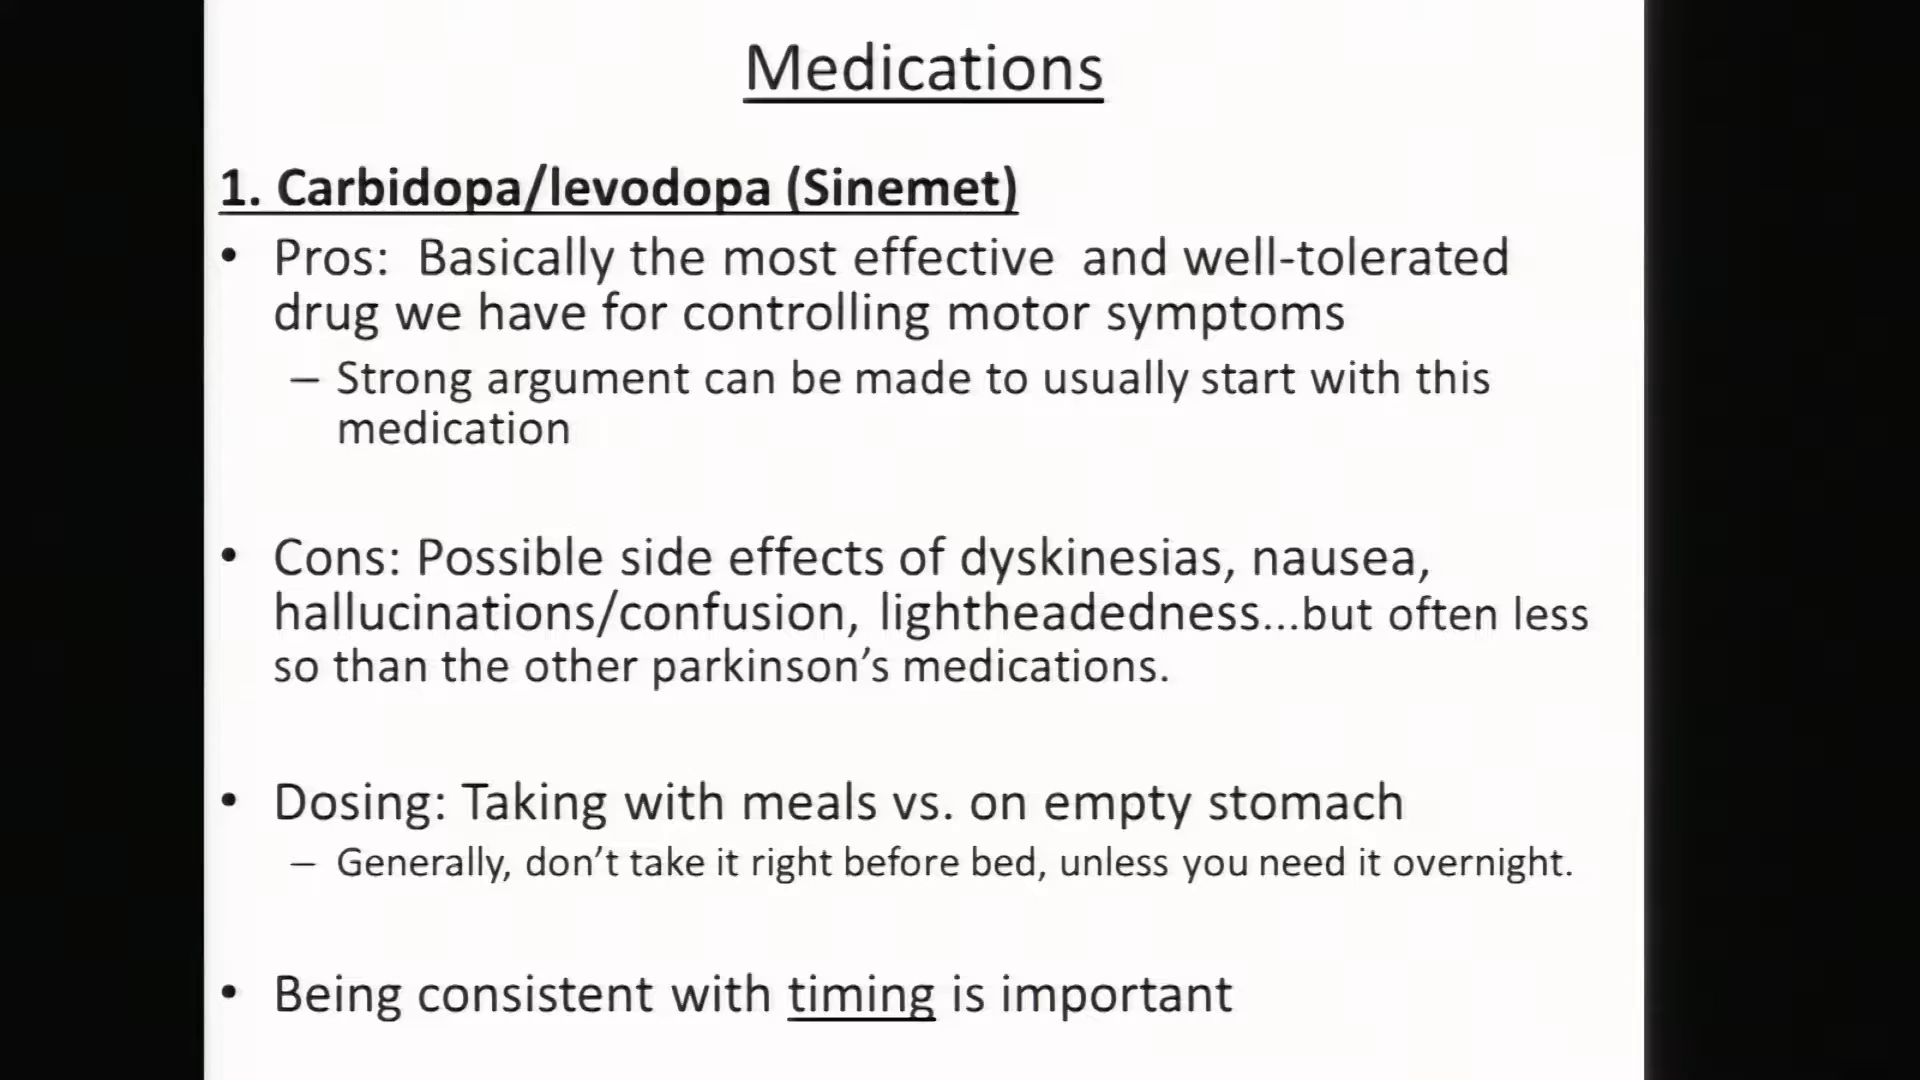 Medications
1. Carbidopa/levodopa (Sinemet)
• Pros: Basically the most effective and well-tolerated
drug we have for controlling motor symptoms
– Strong argument can be made to usually start with this
medication
• Cons: Possible side effects of dyskinesias, nausea,
hallucinations/confusion, lightheadedness...but often less
so than the other parkinson’s medications.
• Dosing: Taking with meals vs. on empty stomach
– Generally, don’t take it right before bed, unless you need it overnight.
• Being consistent with timing is important